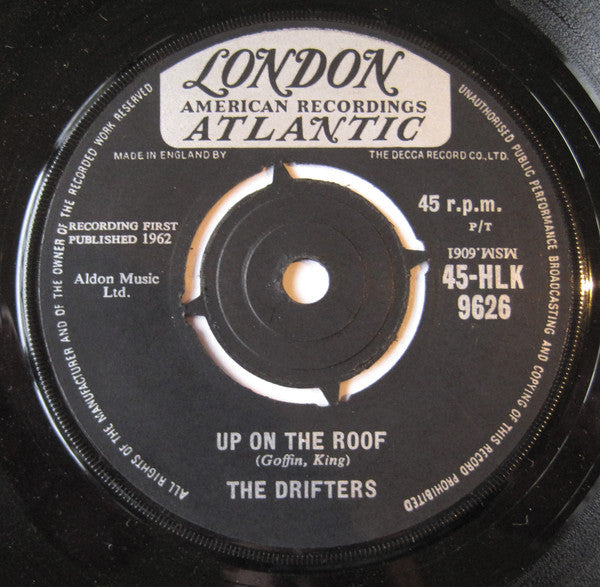 LONDON
AMERICAN RECORDINGS
ATLANTIC
MADE IN ENGLAND BY
THE DECCA RECORD CO., LTD.
45 r.p.m.
P/T
RECORDING FIRST
PUBLISHED 1962
MSM.6061
Aldon Music
Ltd.
45-HLK
9626
UP ON THE ROOF
(Goffin, King)
THE DRIFTERS
ALL RIGHTS OF THE MANUFACTURER AND OF THE OWNER OF THE RECORDED WORK RESERVED
UNAUTHORISED PUBLIC PERFORMANCE BROADCASTING AND COPYING OF THIS RECORD PROHIBITED